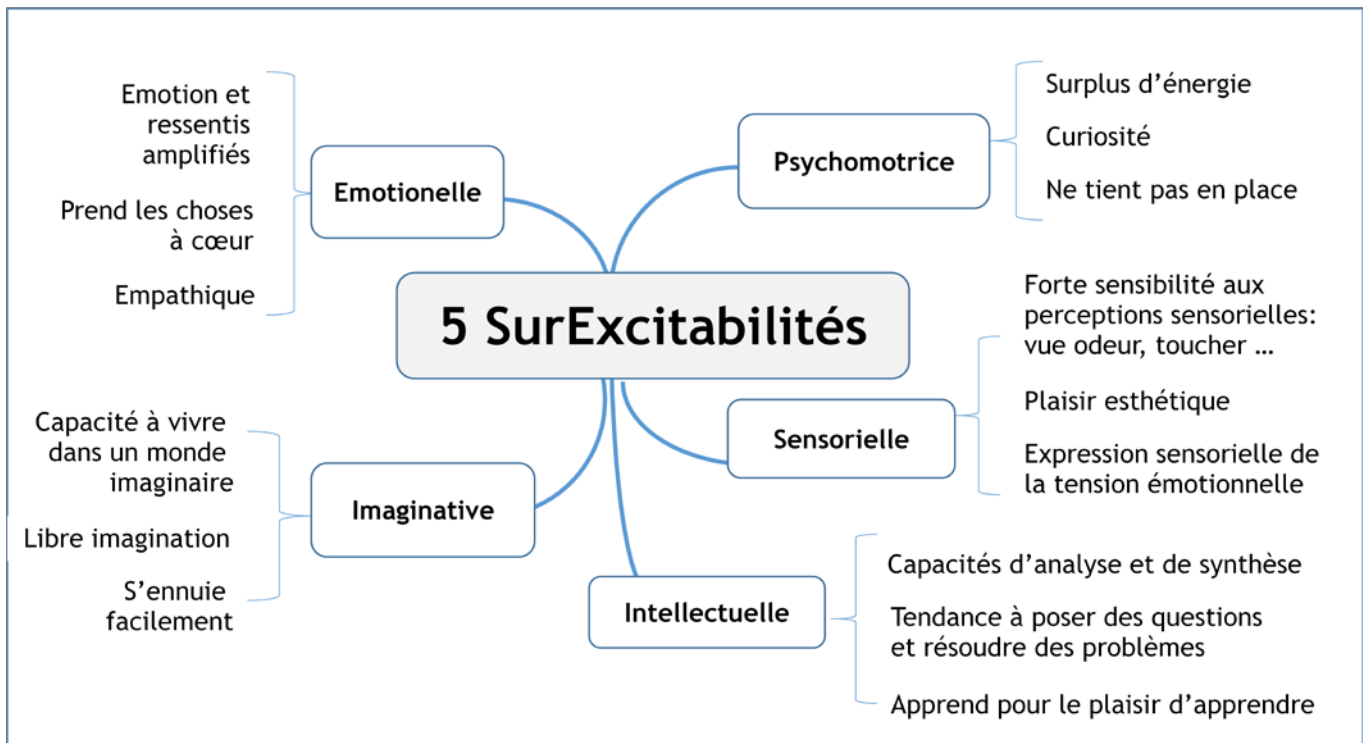 5 SurExcitabilités
Emotionelle
Emotion et
ressentis
amplifiés
Prend les choses
à cœur
Empathique
Psychomotrice
Surplus d’énergie
Curiosité
Ne tient pas en place
Sensorielle
Forte sensibilité aux
perceptions sensorielles:
vue odeur, toucher …
Plaisir esthétique
Expression sensorielle de
la tension émotionnelle
Imaginative
Capacité à vivre
dans un monde
imaginaire
Libre imagination
S’ennuie
facilement
Intellectuelle
Capacités d’analyse et de synthèse
Tendance à poser des questions
et résoudre des problèmes
Apprend pour le plaisir d’apprendre